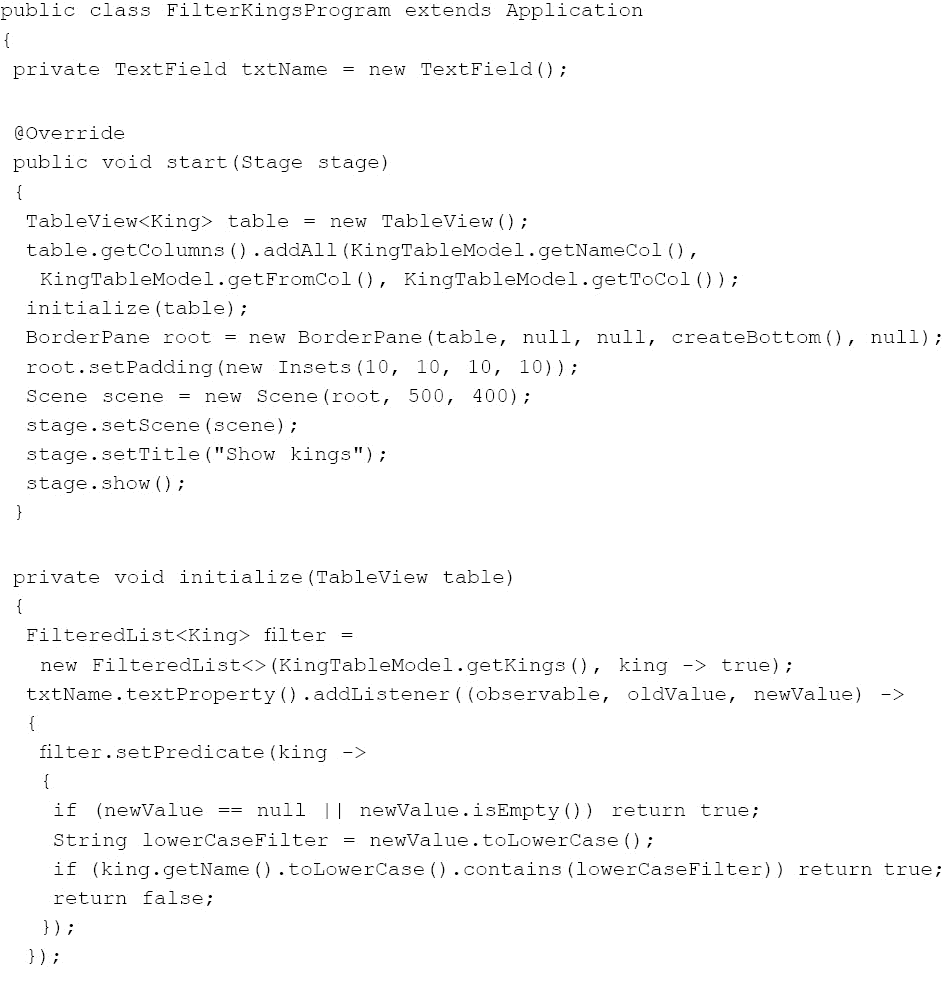 public class FilterKingsProgram extends Application
{
 private TextField txtName = new TextField();

 @Override
 public void start(Stage stage)
 {
  TableView<King> table = new TableView();
  table.getColumns().addAll(KingTableModel.getNameCol(),
   KingTableModel.getFromCol(), KingTableModel.getToCol());
  initialize(table);
  BorderPane root = new BorderPane(table, null, null, createBottom(), null);
  root.setPadding(new Insets(10, 10, 10, 10));
  Scene scene = new Scene(root, 500, 400);
  stage.setScene(scene);
  stage.setTitle("Show kings");
  stage.show();
 }

 private void initialize(TableView table)
 {
  FilteredList<King> filter =
   new FilteredList<>(KingTableModel.getKings(), king -> true);
  txtName.textProperty().addListener((observable, oldValue, newValue) ->
  {
   filter.setPredicate(king ->
   {
    if (newValue == null || newValue.isEmpty()) return true;
    String lowerCaseFilter = newValue.toLowerCase();
    if (king.getName().toLowerCase().contains(lowerCaseFilter)) return true;
    return false;
   });
  });